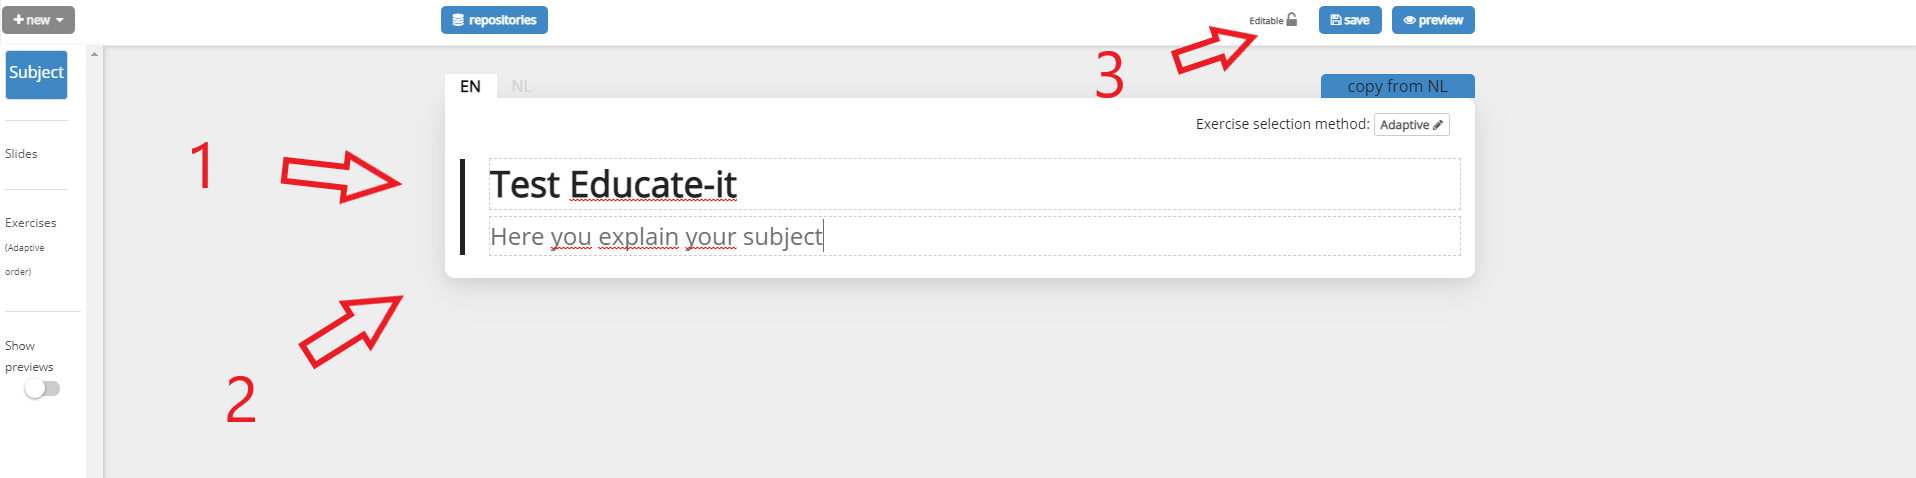 new
repositories
Editable
save
preview
3
Subject
EN NL
copy from NL
Exercise selection method: Adaptive
1
Slides
Test Educate-it
Exercises
(Adaptive
order)
Here you explain your subject
2
Show
previews